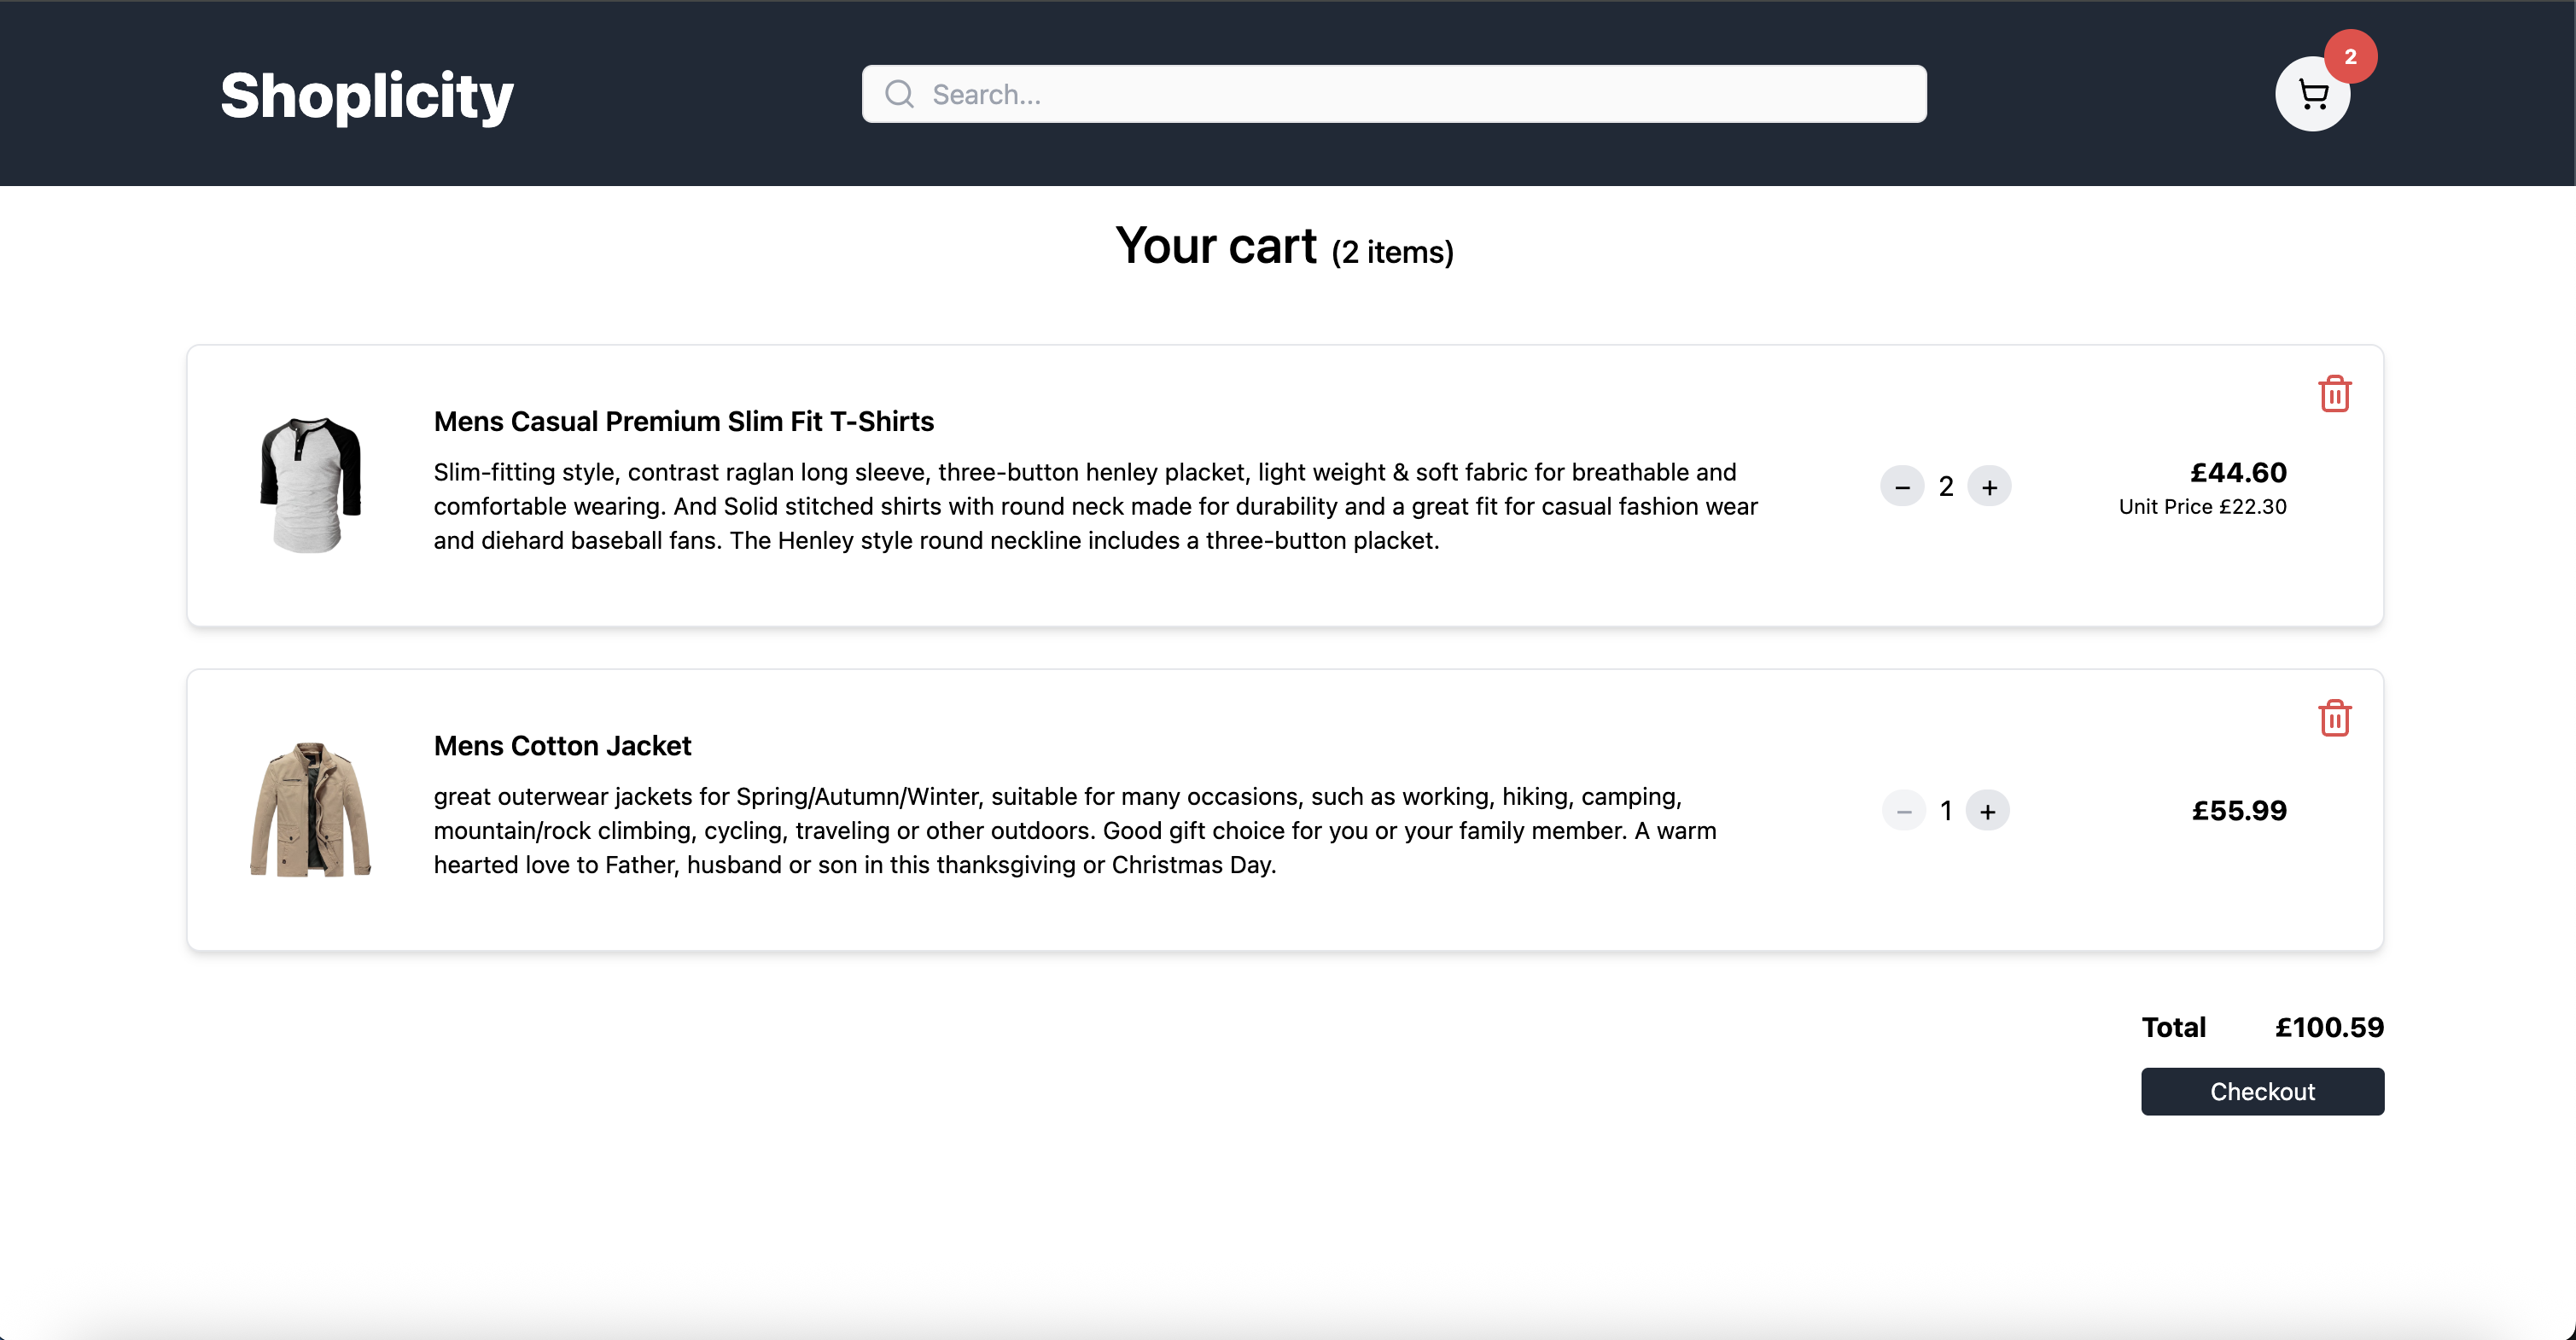 Shoplicity
Search...
2
Your cart (2 items)
Mens Casual Premium Slim Fit T-Shirts
Slim-fitting style, contrast raglan long sleeve, three-button henley placket, light weight & soft fabric for breathable and
comfortable wearing. And Solid stitched shirts with round neck made for durability and a great fit for casual fashion wear
and diehard baseball fans. The Henley style round neckline includes a three-button placket.
− 2 +
£44.60
Unit Price £22.30
Mens Cotton Jacket
great outerwear jackets for Spring/Autumn/Winter, suitable for many occasions, such as working, hiking, camping,
mountain/rock climbing, cycling, traveling or other outdoors. Good gift choice for you or your family member. A warm
hearted love to Father, husband or son in this thanksgiving or Christmas Day.
− 1 +
£55.99
Total £100.59
Checkout